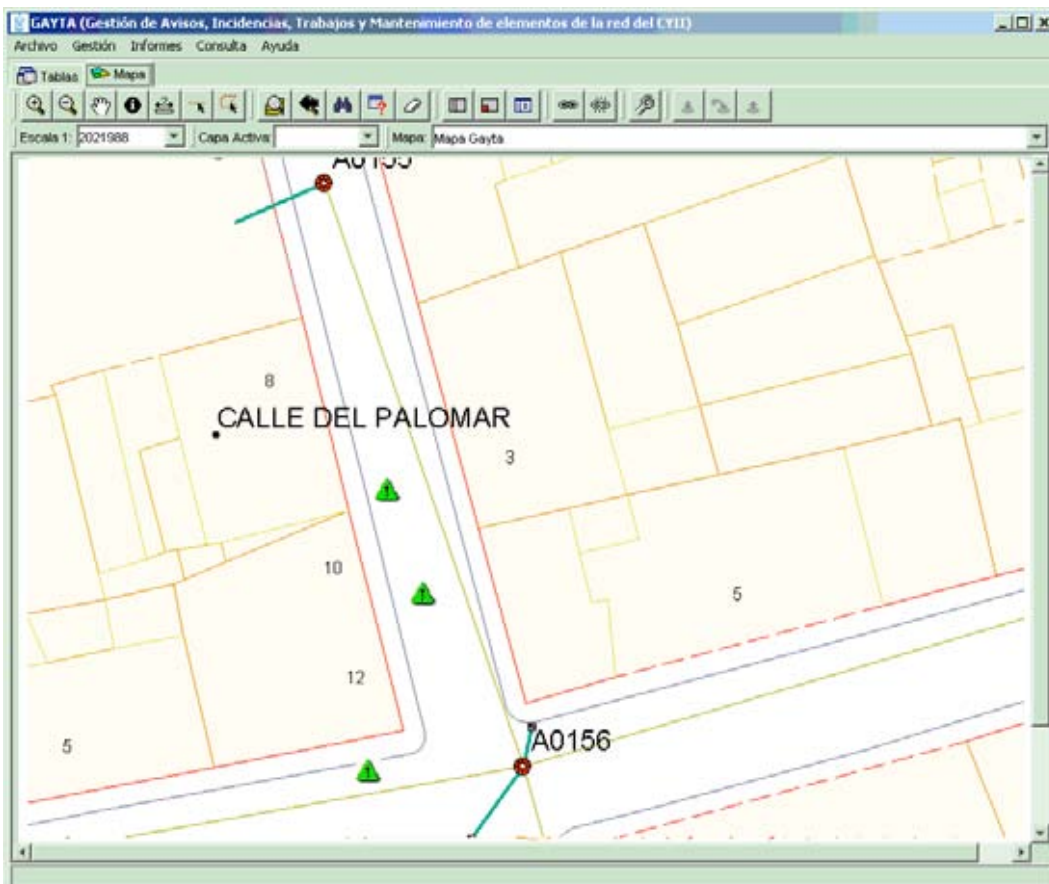 GAYTA (Gestión de Avisos, Incidencias, Trabajos y Mantenimiento de elementos de la red del CYII)
Archivo Gestión Informes Consulta Ayuda
Tablas Mapa
Escala 1: 2021988 Capa Activa: Mapa: Mapa Gayta
A0155
8
CALLE DEL PALOMAR
3
10
5
12
A0156
5